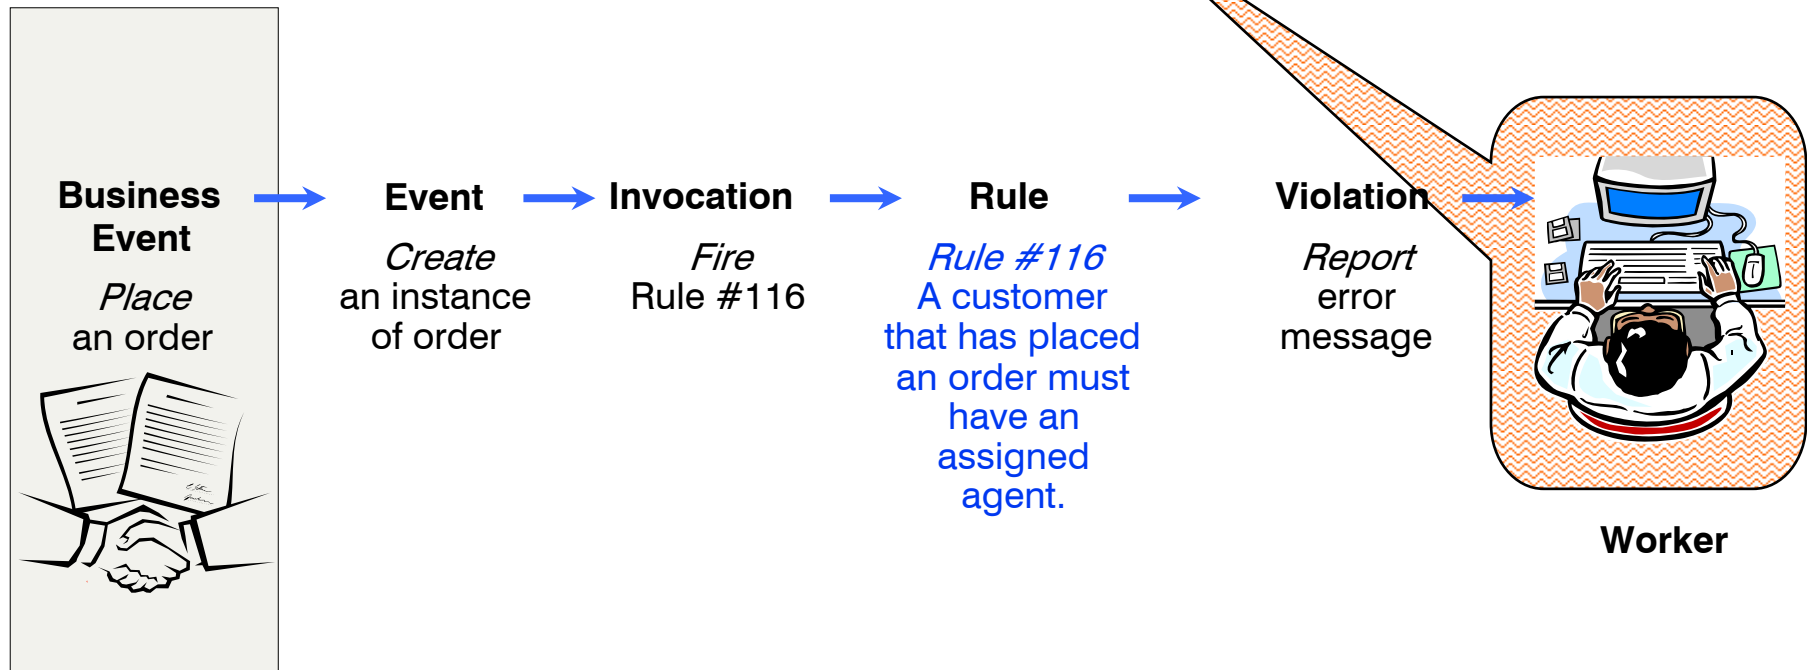 Business
Event
Place
an order
Event
Create
an instance
of order
Invocation
Fire
Rule #116
Rule
Rule #116
A customer
that has placed
an order must
have an
assigned
agent.
Violation
Report
error
message
Worker